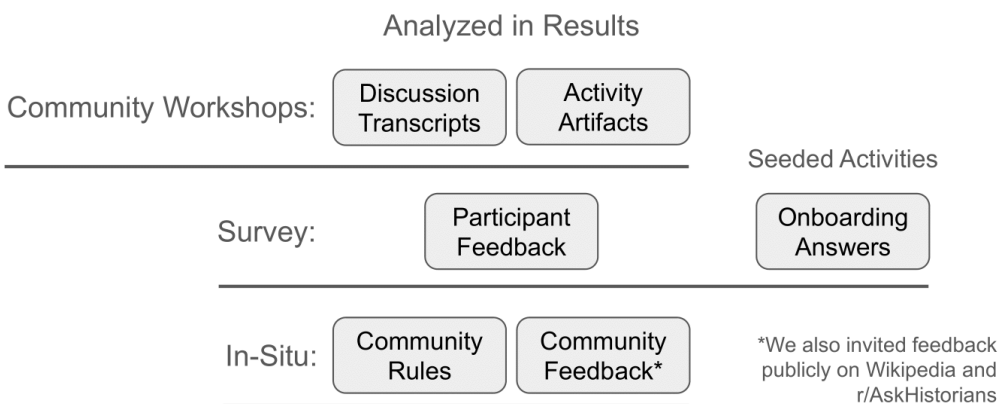 Analyzed in Results
Community Workshops:
Discussion
Transcripts
Activity
Artifacts
Seeded Activities
Survey:
Participant
Feedback
Onboarding
Answers
In-Situ:
Community
Rules
Community
Feedback*
*We also invited feedback
publicly on Wikipedia and
r/AskHistorians